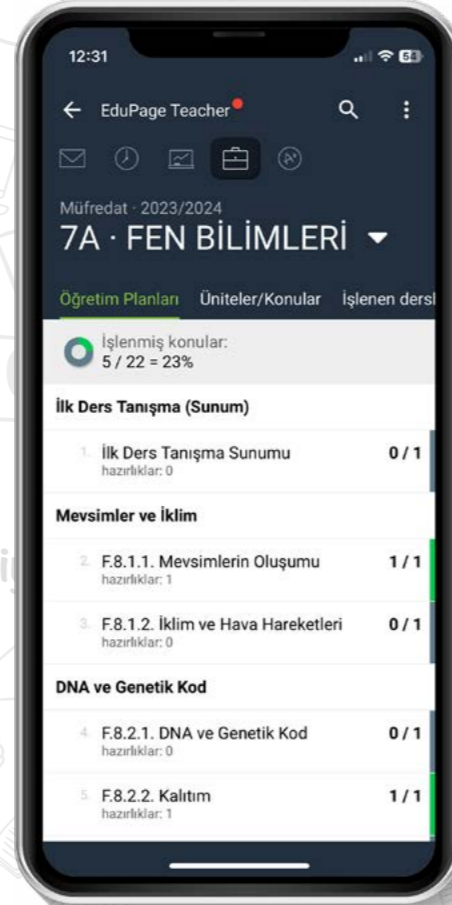 12:31
54
EduPage Teacher
Müfredat · 2023/2024
7A · FEN BİLİMLERİ
Öğretim Planları Üniteler/Konular İşlenen dersl
İşlenmiş konular:
5 / 22 = 23%
İlk Ders Tanışma (Sunum)
1. İlk Ders Tanışma Sunumu 0 / 1
hazırlıklar: 0
Mevsimler ve İklim
2. F.8.1.1. Mevsimlerin Oluşumu 1 / 1
hazırlıklar: 1
3. F.8.1.2. İklim ve Hava Hareketleri 0 / 1
hazırlıklar: 0
DNA ve Genetik Kod
4. F.8.2.1. DNA ve Genetik Kod 0 / 1
hazırlıklar: 0
5. F.8.2.2. Kalıtım 1 / 1
hazırlıklar: 1